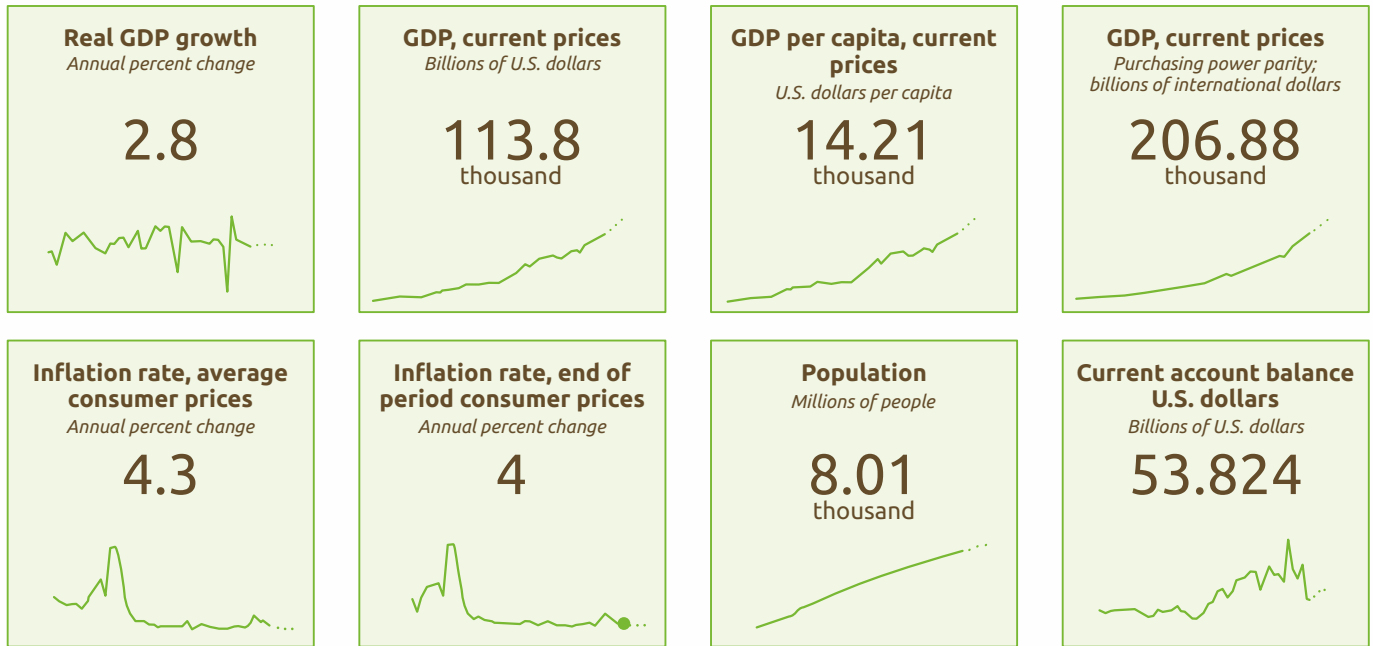 Real GDP growth
Annual percent change
2.8
GDP, current prices
Billions of U.S. dollars
113.8
thousand
GDP per capita, current
prices
U.S. dollars per capita
14.21
thousand
GDP, current prices
Purchasing power parity;
billions of international dollars
206.88
thousand
Inflation rate, average
consumer prices
Annual percent change
4.3
Inflation rate, end of
period consumer prices
Annual percent change
4
Population
Millions of people
8.01
thousand
Current account balance
U.S. dollars
Billions of U.S. dollars
53.824